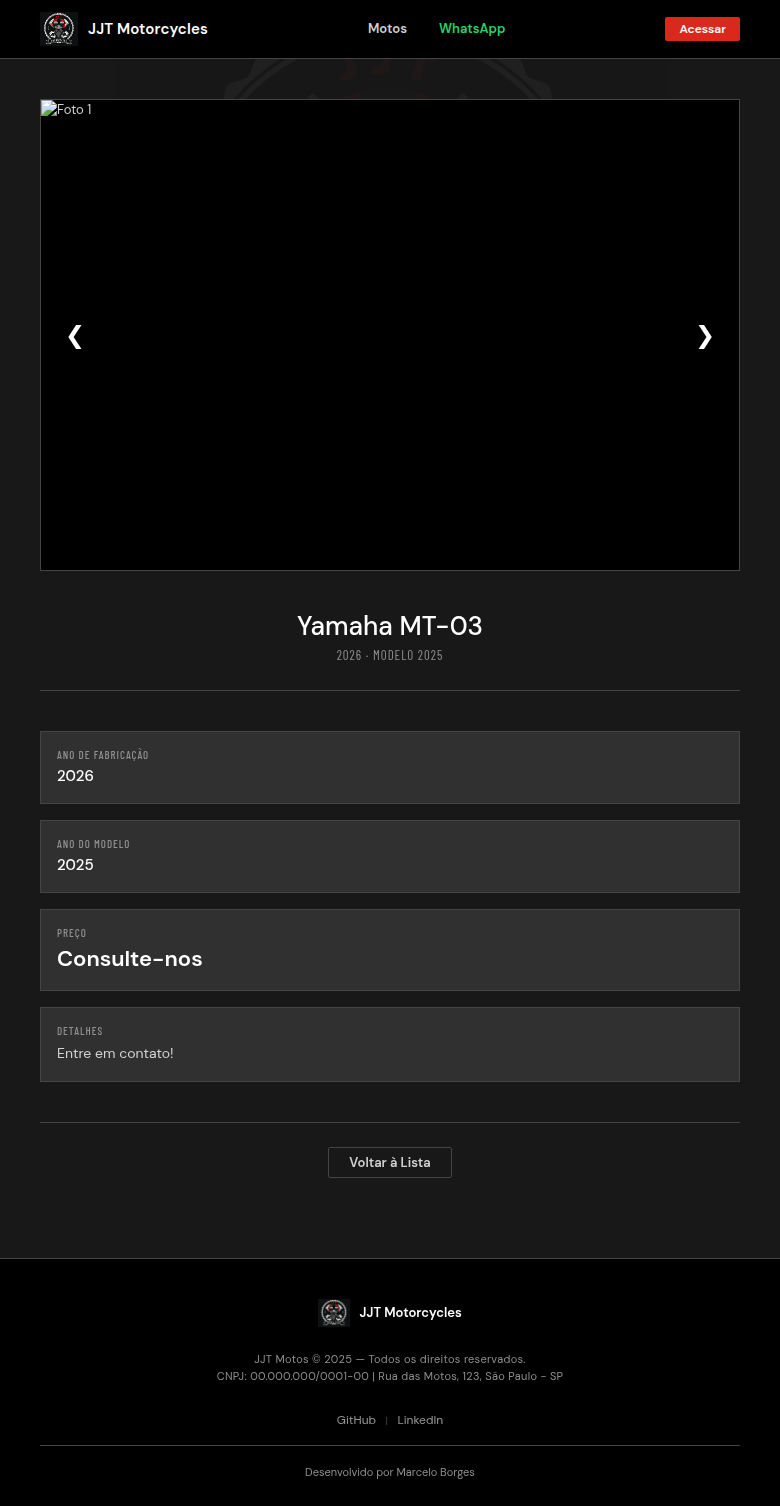 JJT Motorcycles
Motos
WhatsApp
Acessar
Foto 1
❮
❯
Yamaha MT-03
2026 · MODELO 2025
ANO DE FABRICAÇÃO
2026
ANO DO MODELO
2025
PREÇO
Consulte-nos
DETALHES
Entre em contato!
Voltar à Lista
JJT Motorcycles
JJT Motos © 2025 — Todos os direitos reservados.
CNPJ: 00.000.000/0001-00 | Rua das Motos, 123, São Paulo - SP
GitHub | LinkedIn
Desenvolvido por Marcelo Borges